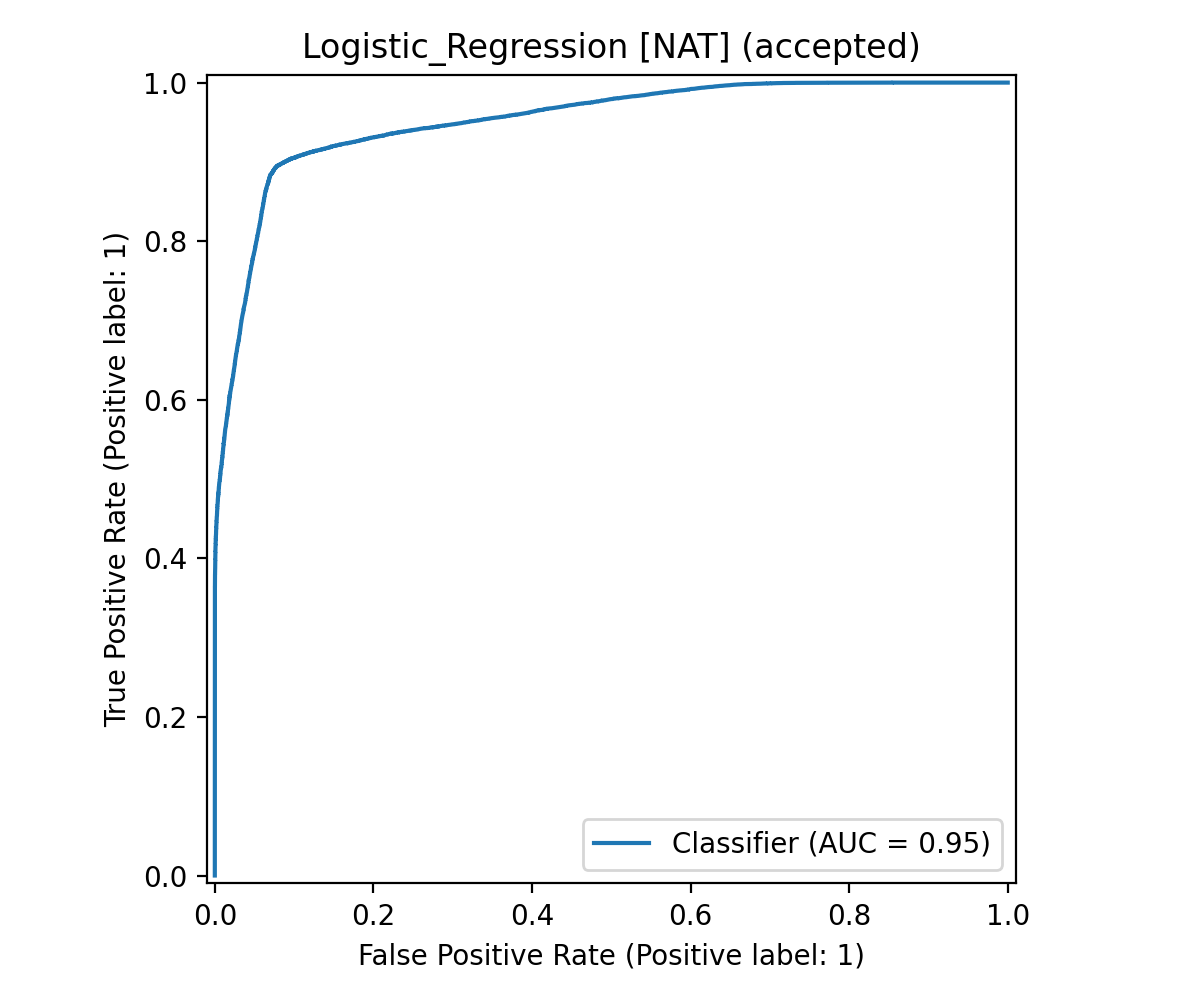 Logistic_Regression [NAT] (accepted)
True Positive Rate (Positive label: 1)
1.0
0.8
0.6
0.4
0.2
0.0
Classifier (AUC = 0.95)
0.0 0.2 0.4 0.6 0.8 1.0
False Positive Rate (Positive label: 1)